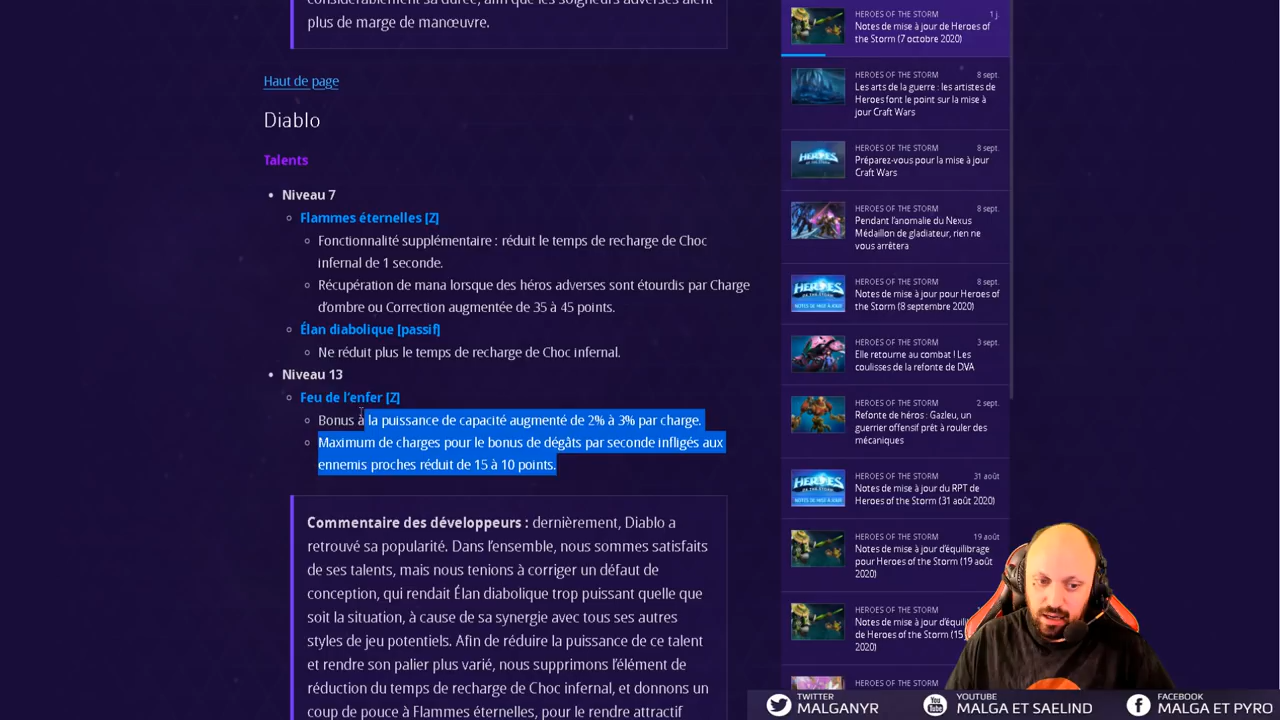 considérablement sa durée, afin que les soigneurs adverses aient
plus de marge de manœuvre.
Haut de page
Diablo
Talents
Niveau 7
Flammes éternelles [Z]
Fonctionnalité supplémentaire : réduit le temps de recharge de Choc
infernal de 1 seconde.
Récupération de mana lorsque des héros adverses sont étourdis par Charge
d'ombre ou Correction augmentée de 35 à 45 points.
Élan diabolique [passif]
Ne réduit plus le temps de recharge de Choc infernal.
Niveau 13
Feu de l'enfer [Z]
Bonus à la puissance de capacité augmenté de 2% à 3% par charge.
Maximum de charges pour le bonus de dégâts par seconde infligés aux
ennemis proches réduit de 15 à 10 points.
Commentaire des développeurs : dernièrement, Diablo a
retrouvé sa popularité. Dans l'ensemble, nous sommes satisfaits
de ses talents, mais nous tenions à corriger un défaut de
conception, qui rendait Élan diabolique trop puissant quelle que
soit la situation, à cause de sa synergie avec tous ses autres
styles de jeu potentiels. Afin de réduire la puissance de ce talent
et rendre son palier plus varié, nous supprimons l'élément de
réduction du temps de recharge de Choc infernal, et donnons un
coup de pouce à Flammes éternelles, pour le rendre attractif
HEROES OF THE STORM 1 j.
Notes de mise à jour de Heroes of
the Storm (7 octobre 2020)
HEROES OF THE STORM 8 sept.
Les arts de la guerre : les artistes de
Heroes font le point sur la mise à
jour Craft Wars
HEROES OF THE STORM 8 sept.
Préparez-vous pour la mise à jour
Craft Wars
HEROES OF THE STORM 8 sept.
Pendant l'anomalie du Nexus
Médaillon de gladiateur, rien ne
vous arrêtera
HEROES OF THE STORM 8 sept.
Notes de mise à jour pour Heroes of
the Storm (8 septembre 2020)
HEROES OF THE STORM 3 sept.
Elle retourne au combat ! Les
coulisses de la refonte de D.VA
HEROES OF THE STORM 2 sept.
Refonte de héros : Gazleu, un
guerrier offensif prêt à rouler des
mécaniques
HEROES OF THE STORM 31 août
Notes de mise à jour du RPT de
Heroes of the Storm (31 août 2020)
HEROES OF THE STORM 19 août
Notes de mise à jour d'équilibrage
pour Heroes of the Storm (19 août
2020)
HEROES OF THE STORM
Notes de mise à jour
de Heroes of the Storm (15
2020)
HEROES OF THE STORM
TWITTER
MALGANYR
YOUTUBE
MALGA ET SAELIND
FACEBOOK
MALGA ET PYRO